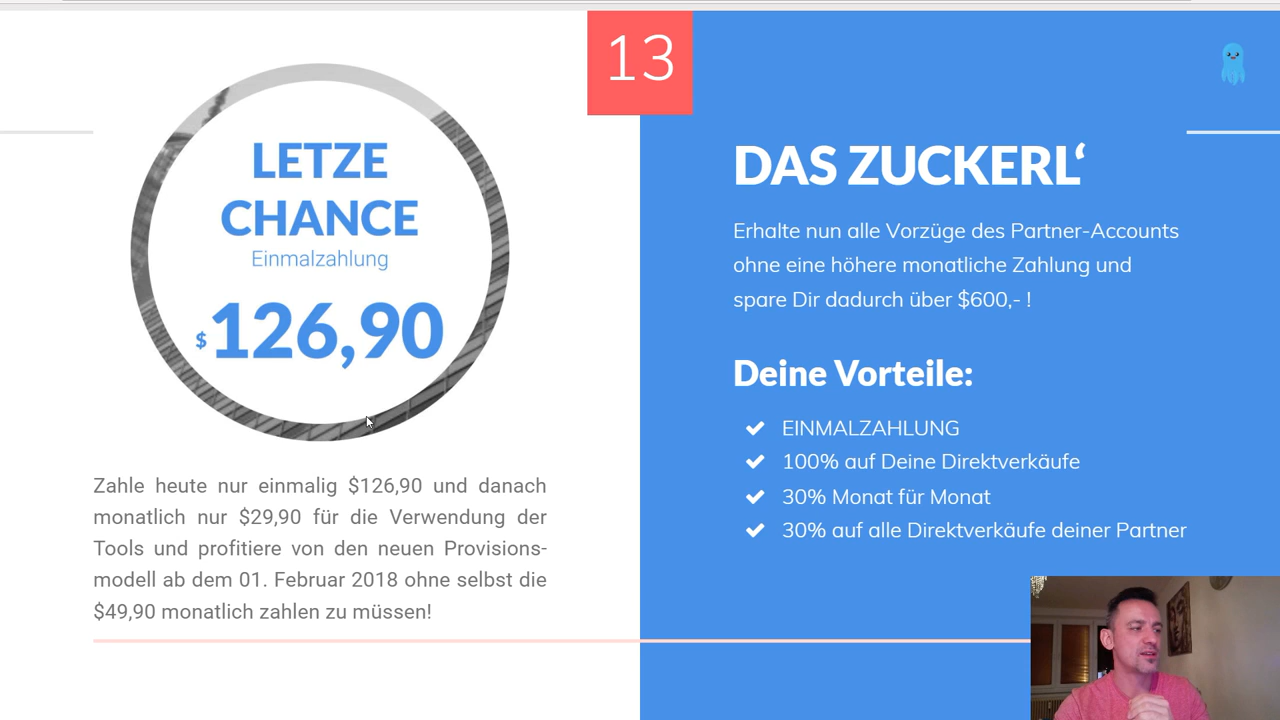 13
LETZE
CHANCE
Einmalzahlung
$126,90
Zahle heute nur einmalig $126,90 und danach
monatlich nur $29,90 für die Verwendung der
Tools und profitiere von den neuen Provisions-
modell ab dem 01. Februar 2018 ohne selbst die
$49,90 monatlich zahlen zu müssen!
DAS ZUCKERL‘
Erhalte nun alle Vorzüge des Partner-Accounts
ohne eine höhere monatliche Zahlung und
spare Dir dadurch über $600,- !
Deine Vorteile:
EINMALZAHLUNG
100% auf Deine Direktverkäufe
30% Monat für Monat
30% auf alle Direktverkäufe deiner Partner